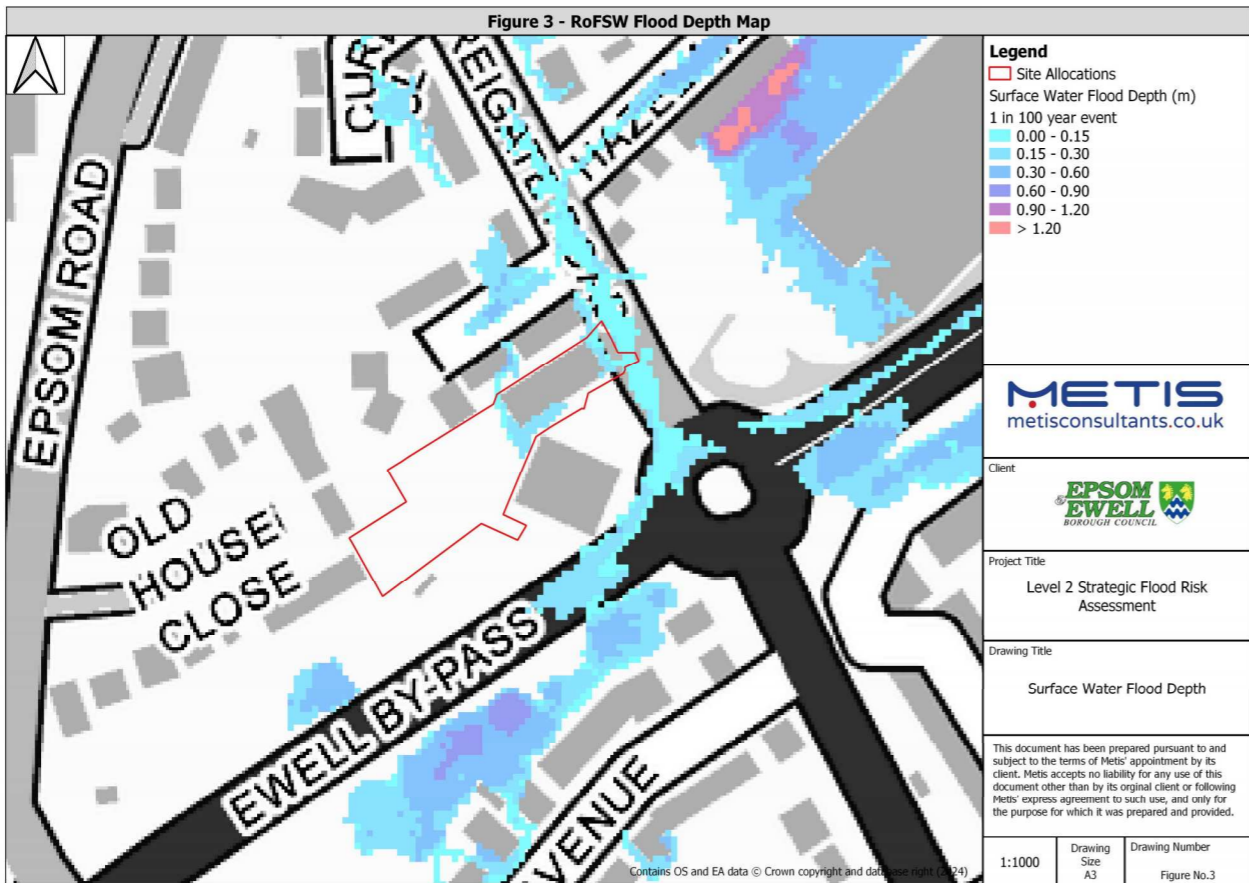 Figure 3 - RoFSW Flood Depth Map
EPSOM ROAD
OLD
HOUSE
CLOSE
EWELL BY-PASS
AVENUE
Contains OS and EA data © Crown copyright and database right (2024)
Legend
Site Allocations
Surface Water Flood Depth (m)
1 in 100 year event
0.00 - 0.15
0.15 - 0.30
0.30 - 0.60
0.60 - 0.90
0.90 - 1.20
> 1.20
METIS
metisconsultants.co.uk
Client
EPSOM
& EWELL
BOROUGH COUNCIL
Project Title
Level 2 Strategic Flood Risk
Assessment
Drawing Title
Surface Water Flood Depth
This document has been prepared pursuant to and
subject to the terms of Metis' appointment by its
client. Metis accepts no liability for any use of this
document other than by its orginal client or following
Metis' express agreement to such use, and only for
the purpose for which it was prepared and provided.
1:1000
Drawing
Size
A3
Drawing Number
Figure No.3